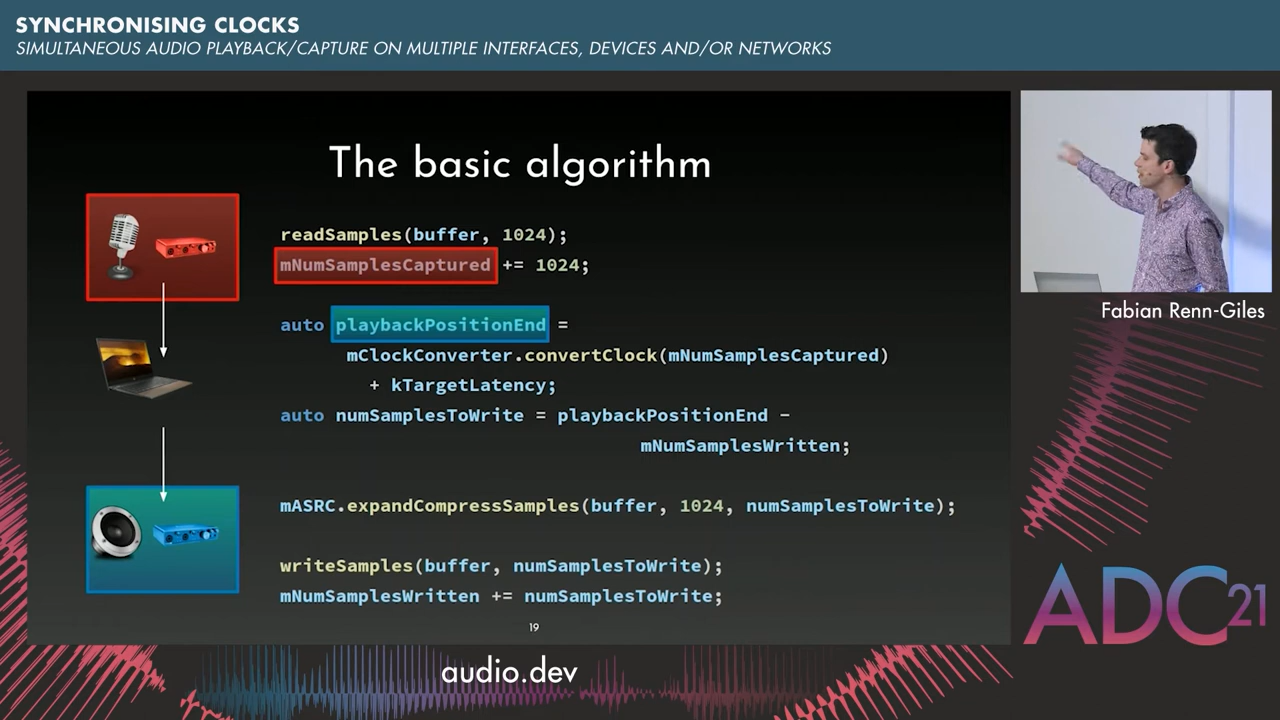 SYNCHRONISING CLOCKS
SIMULTANEOUS AUDIO PLAYBACK/CAPTURE ON MULTIPLE INTERFACES, DEVICES AND/OR NETWORKS
The basic algorithm
readSamples(buffer, 1024);
mNumSamplesCaptured += 1024;
auto playbackPositionEnd =
mClockConverter.convertClock(mNumSamplesCaptured)
+ kTargetLatency;
auto numSamplesToWrite = playbackPositionEnd -
mNumSamplesWritten;
mASRC.expandCompressSamples(buffer, 1024, numSamplesToWrite);
writeSamples(buffer, numSamplesToWrite);
mNumSamplesWritten += numSamplesToWrite;
19
Fabian Renn-Giles
ADC21
audio.dev